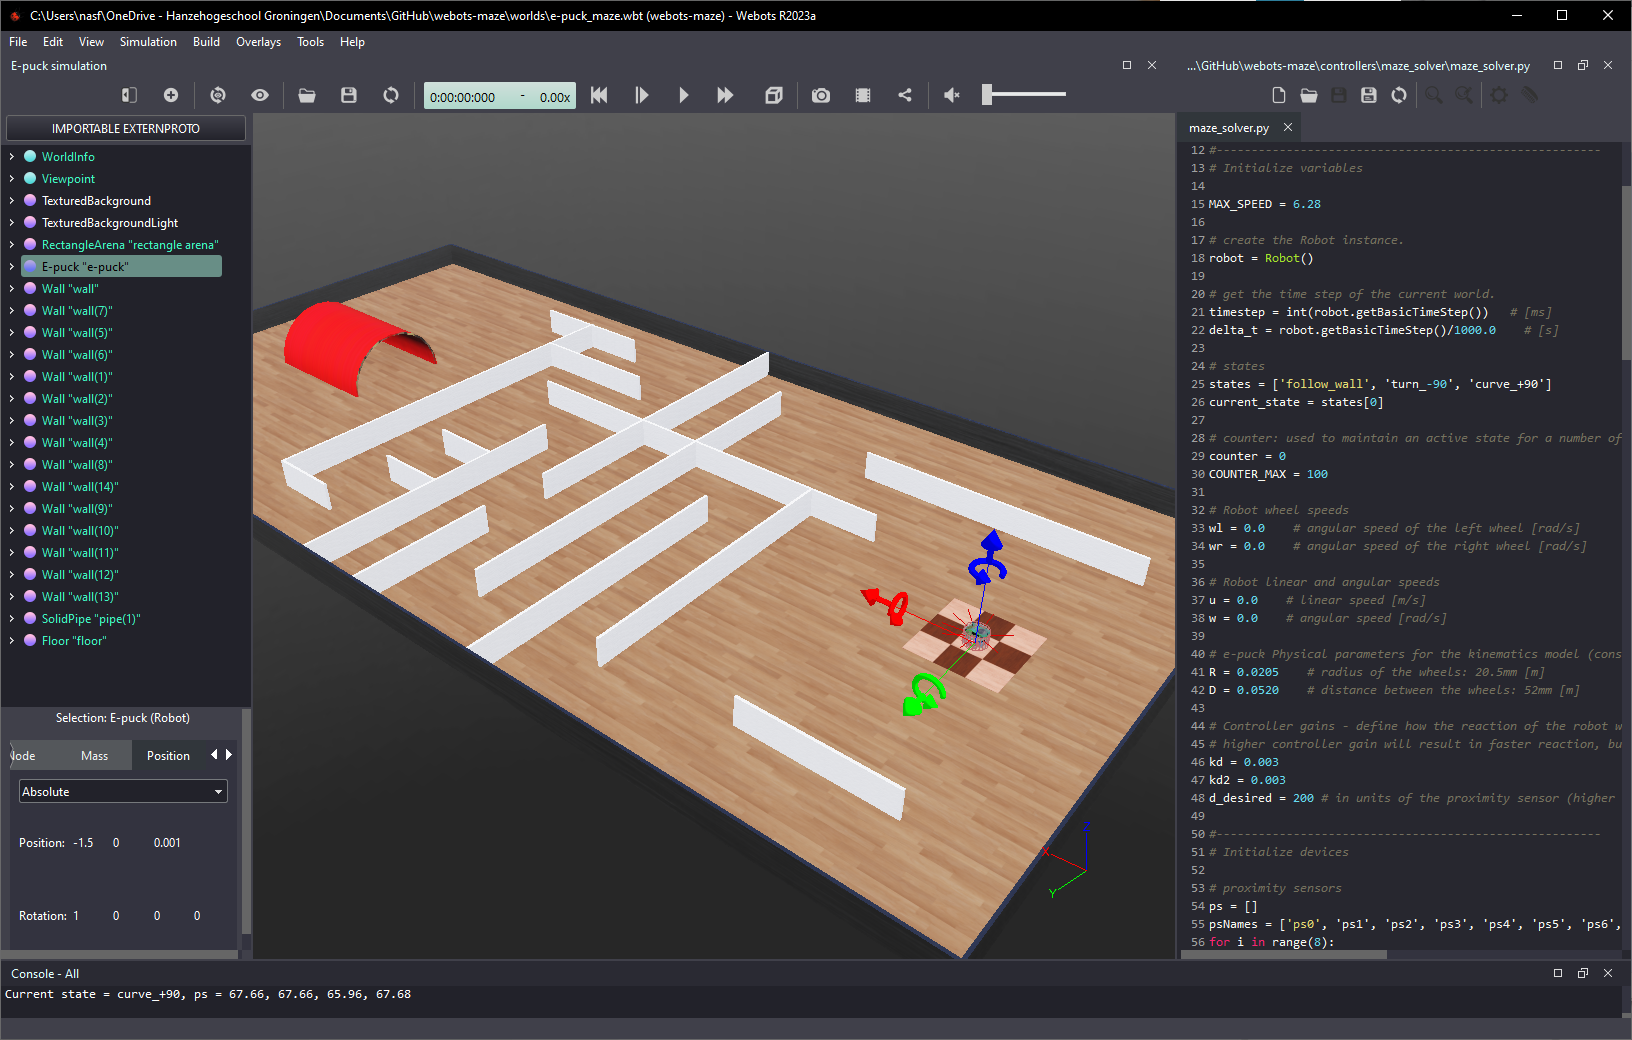 C:\Users\nasf\OneDrive - Hanzehogeschool Groningen\Documents\GitHub\webots-maze\worlds\e-puck_maze.wbt (webots-maze) - Webots R2023a
File Edit View Simulation Build Overlays Tools Help
E-puck simulation
0:00:00:000 - 0.00x
IMPORTABLE EXTERNPROTO
WorldInfo
Viewpoint
TexturedBackground
TexturedBackgroundLight
RectangleArena "rectangle arena"
E-puck "e-puck"
Wall "wall"
Wall "wall(7)"
Wall "wall(5)"
Wall "wall(6)"
Wall "wall(1)"
Wall "wall(2)"
Wall "wall(3)"
Wall "wall(4)"
Wall "wall(8)"
Wall "wall(14)"
Wall "wall(9)"
Wall "wall(10)"
Wall "wall(11)"
Wall "wall(12)"
Wall "wall(13)"
SolidPipe "pipe(1)"
Floor "floor"
Selection: E-puck (Robot)
lode Mass Position
Absolute
Position: -1.5 0 0.001
Rotation: 1 0 0 0
X
Y
Z
...\GitHub\webots-maze\controllers\maze_solver\maze_solver.py
maze_solver.py
12 #-------------------------------------------------------
13 # Initialize variables
14
15 MAX_SPEED = 6.28
16
17 # create the Robot instance.
18 robot = Robot()
19
20 # get the time step of the current world.
21 timestep = int(robot.getBasicTimeStep()) # [ms]
22 delta_t = robot.getBasicTimeStep()/1000.0 # [s]
23
24 # states
25 states = ['follow_wall', 'turn_-90', 'curve_+90']
26 current_state = states[0]
27
28 # counter: used to maintain an active state for a number of
29 counter = 0
30 COUNTER_MAX = 100
31
32 # Robot wheel speeds
33 wl = 0.0 # angular speed of the left wheel [rad/s]
34 wr = 0.0 # angular speed of the right wheel [rad/s]
35
36 # Robot linear and angular speeds
37 u = 0.0 # linear speed [m/s]
38 w = 0.0 # angular speed [rad/s]
39
40 # e-puck Physical parameters for the kinematics model (cons
41 R = 0.0205 # radius of the wheels: 20.5mm [m]
42 D = 0.0520 # distance between the wheels: 52mm [m]
43
44 # Controller gains - define how the reaction of the robot w
45 # higher controller gain will result in faster reaction, bu
46 kd = 0.003
47 kd2 = 0.003
48 d_desired = 200 # in units of the proximity sensor (higher
49
50 #-------------------------------------------------------
51 # Initialize devices
52
53 # proximity sensors
54 ps = []
55 psNames = ['ps0', 'ps1', 'ps2', 'ps3', 'ps4', 'ps5', 'ps6',
56 for i in range(8):
Console - All
Current state = curve_+90, ps = 67.66, 67.66, 65.96, 67.68